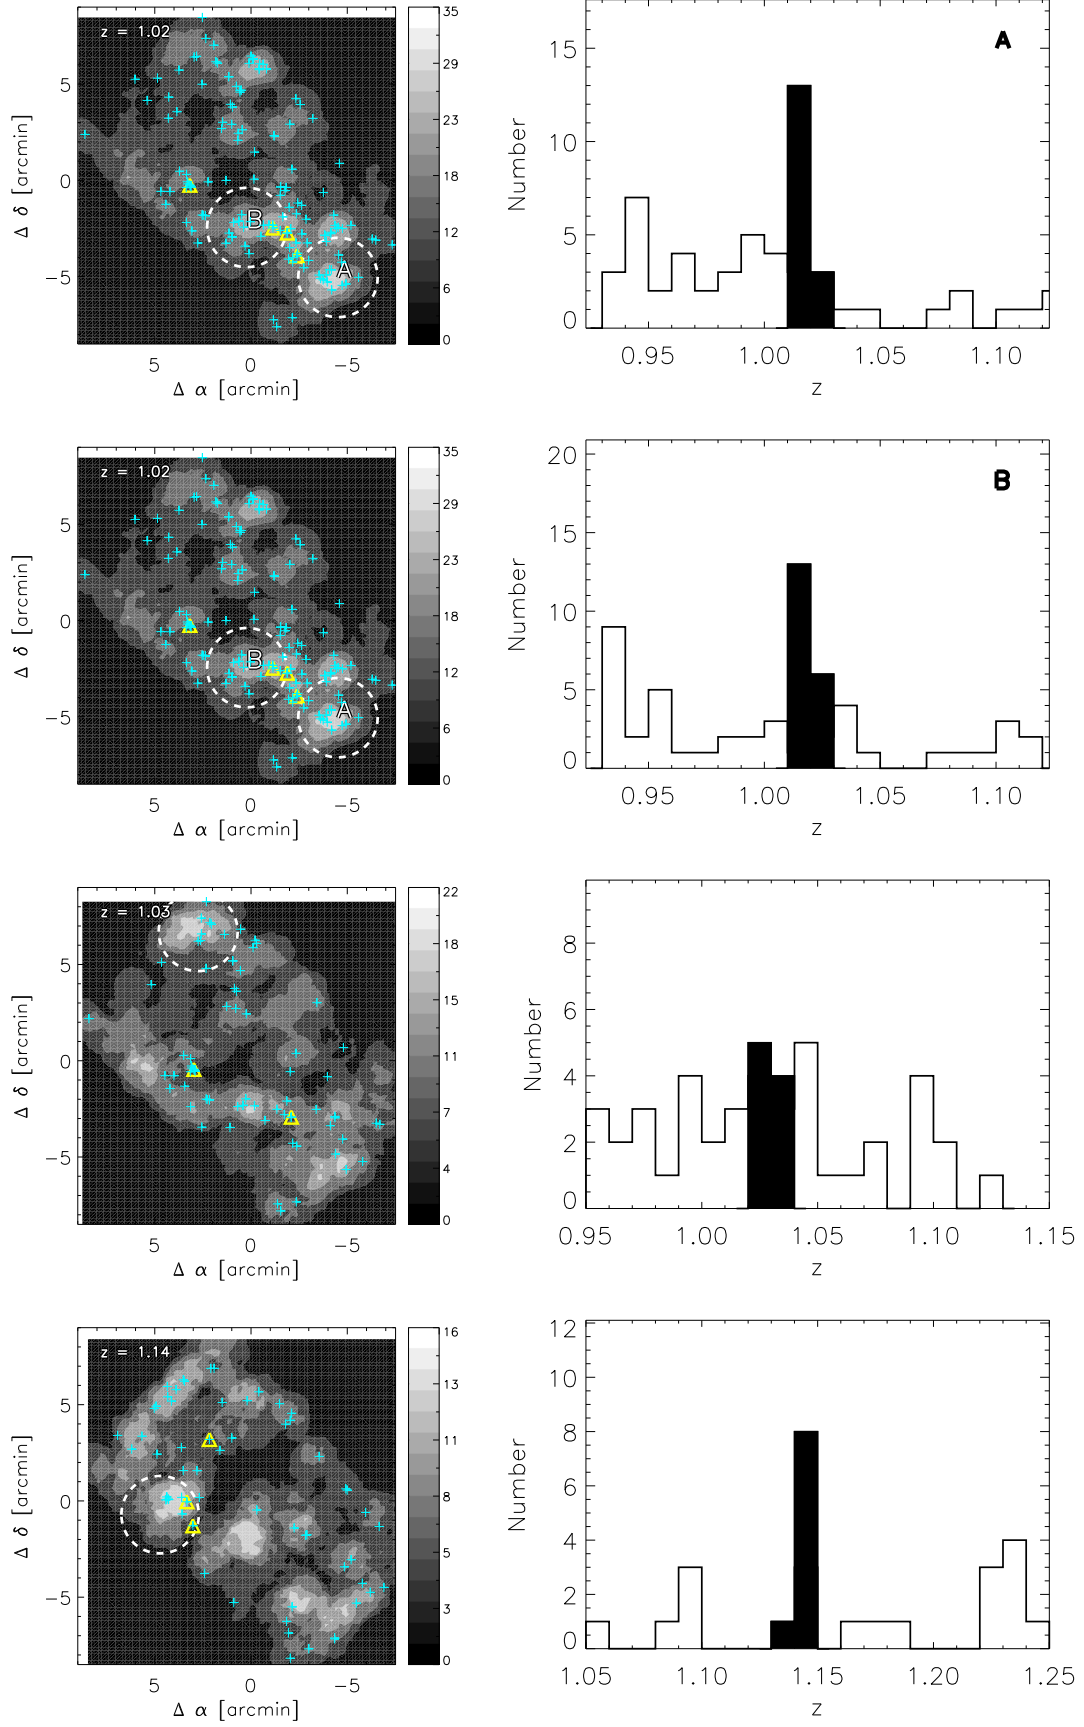 z = 1.02
B
A
5
0
−5
5 0 −5
Δ α [arcmin]
Δ δ [arcmin]
35
29
23
18
12
6
0
A
15
10
5
0
Number
0.95 1.00 1.05 1.10
z
z = 1.02
B
A
5
0
−5
5 0 −5
Δ α [arcmin]
Δ δ [arcmin]
35
29
23
18
12
6
0
B
20
15
10
5
0
Number
0.95 1.00 1.05 1.10
z
z = 1.03
5
0
−5
5 0 −5
Δ α [arcmin]
Δ δ [arcmin]
22
18
15
11
7
4
0
8
6
4
2
0
Number
0.95 1.00 1.05 1.10 1.15
z
z = 1.14
5
0
−5
5 0 −5
Δ α [arcmin]
Δ δ [arcmin]
16
13
11
8
5
3
0
12
10
8
6
4
2
0
Number
1.05 1.10 1.15 1.20 1.25
z